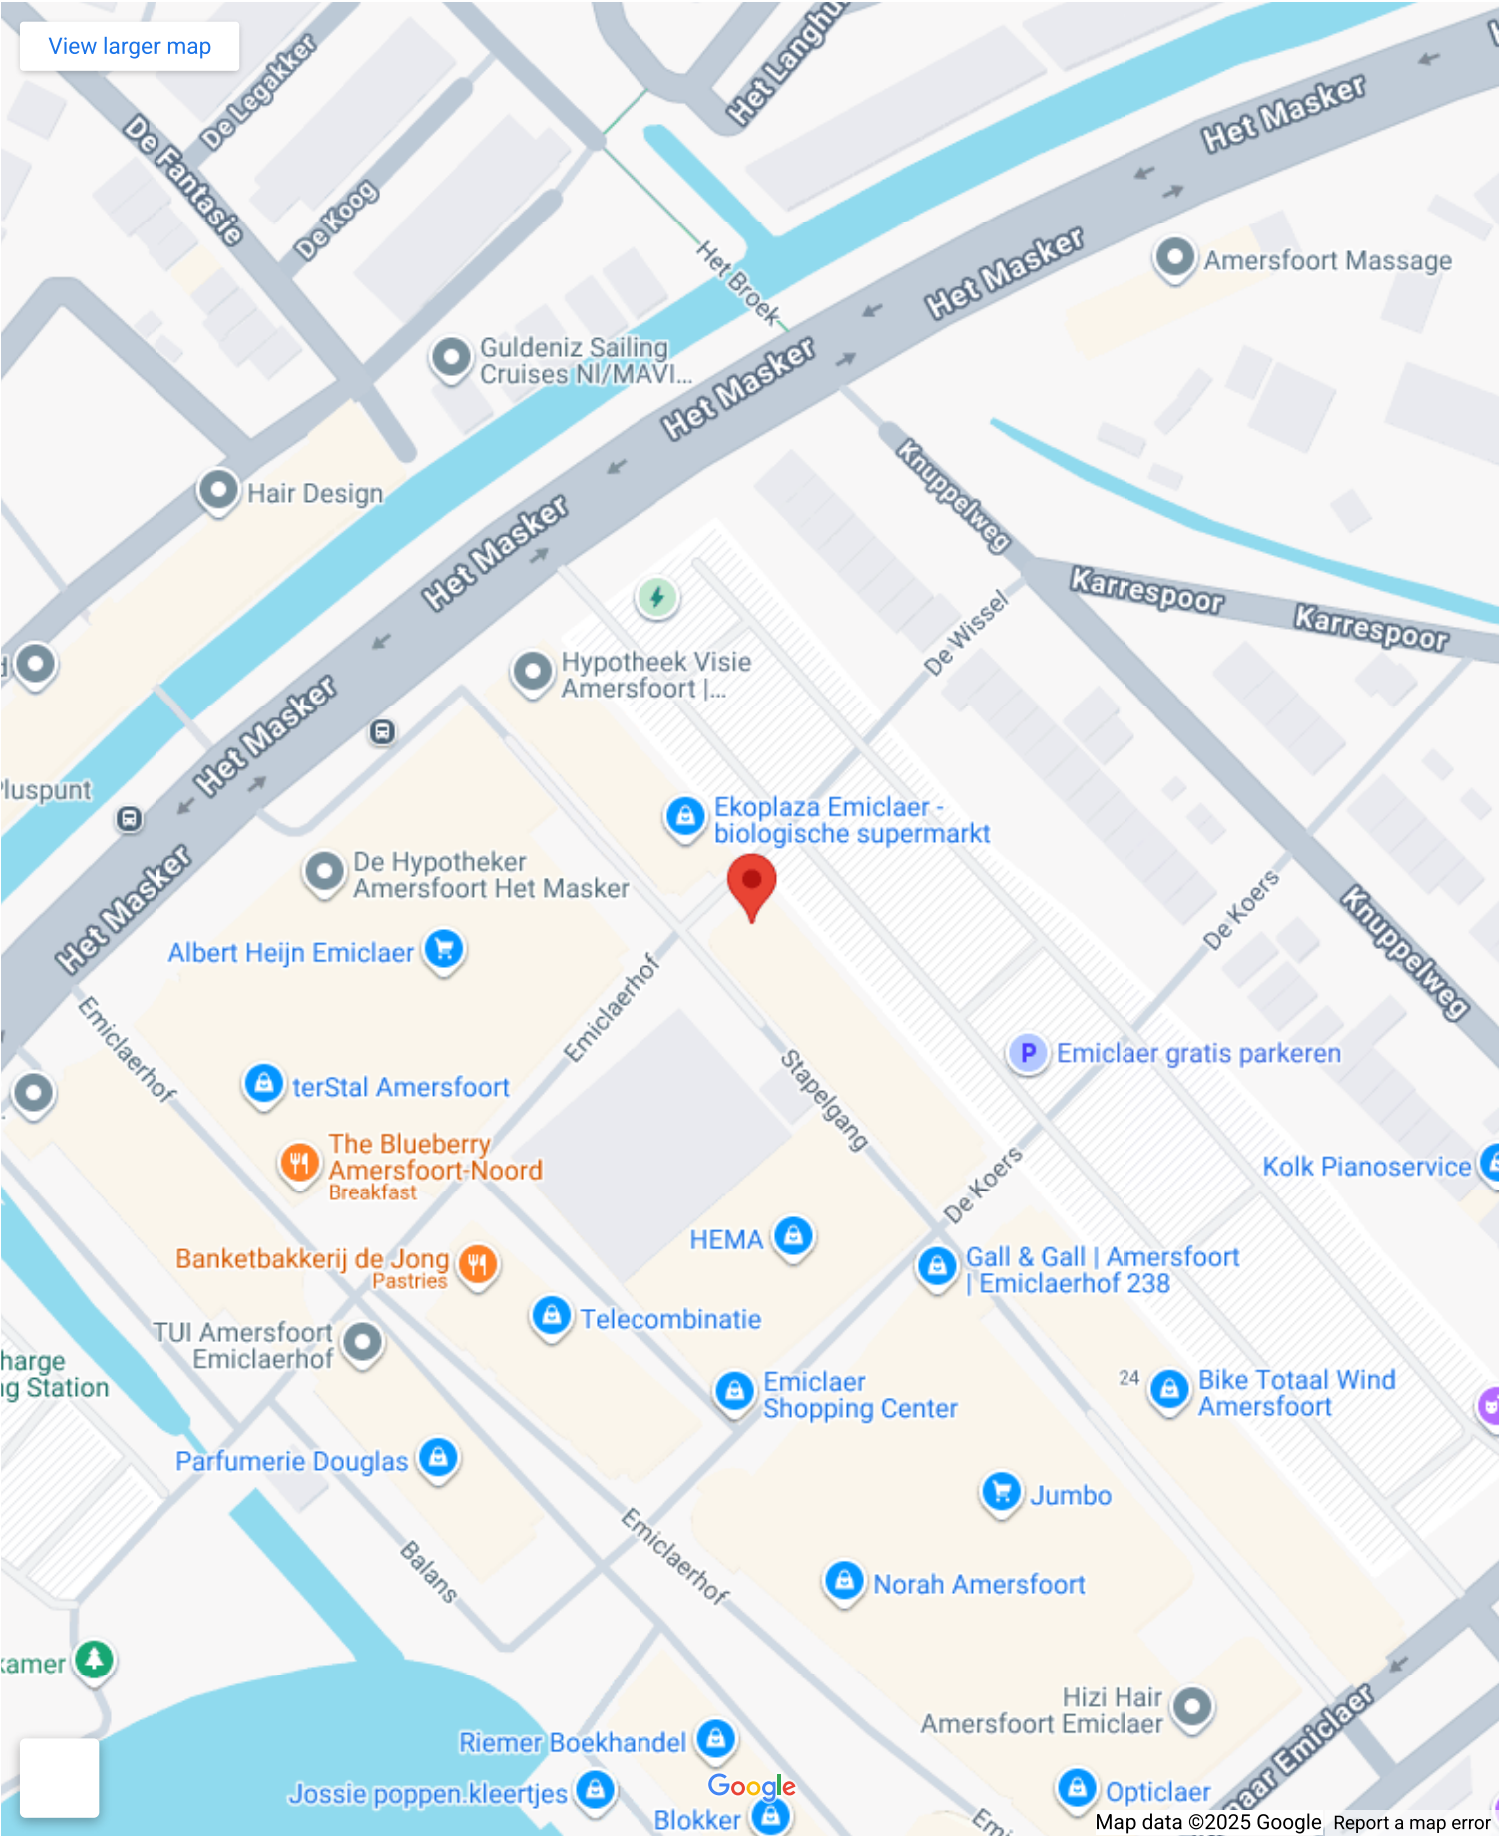 View larger map
De Legakker
Het Langhu
Het Masker
De Fantasie
De Koog
Het Masker
Amersfoort Massage
Het Broek
Guldeniz Sailing
Cruises Nl/MAVI...
Het Masker
Hair Design
Knuppelweg
Het Masker
Karrespoor
Karrespoor
De Wissel
Hypotheek Visie
Amersfoort |...
d
Het Masker
Pluspunt
Ekoplaza Emiclaer -
biologische supermarkt
De Hypotheker
Amersfoort Het Masker
Het Masker
De Koers
Albert Heijn Emiclaer
Knuppelweg
Emiclaerhof
Emiclaerhof
P
Emiclaer gratis parkeren
terStal Amersfoort
Stapelgang
The Blueberry
Amersfoort-Noord
Breakfast
Kolk Pianoservice
De Koers
HEMA
Banketbakkerij de Jong
Pastries
Gall & Gall | Amersfoort
| Emiclaerhof 238
Telecombinatie
TUI Amersfoort
Emiclaerhof
harge
ng Station
24
Bike Totaal Wind
Amersfoort
Emiclaer
Shopping Center
Parfumerie Douglas
Jumbo
Emiclaerhof
Balans
Norah Amersfoort
kamer
Hizi Hair
Amersfoort Emiclaer
Riemer Boekhandel
naar Emiclaer
Jossie poppen.kleertjes
Google
Opticlaer
Blokker
Emi
Map data ©2025 Google
Report a map error